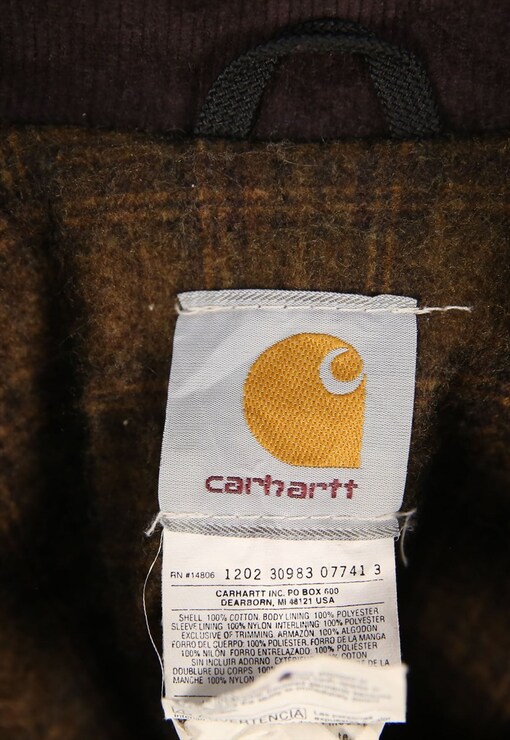 carhartt
RN #14806 1202 30983 07741 3
CARHARTT INC. PO BOX 600
DEARBORN, MI 48121 USA
SHELL 100% COTTON. BODY LINING 100% POLYESTER
SLEEVE LINING 100% NYLON INTERLINING 100% POLYESTER
EXCLUSIVE OF TRIMMING. ARMAZON 100% ALGODON
FORRO DEL CUERPO: 100% POLIESTER. FORRO DE LA MANGA
100% NILON FORRO ENTRELAZADO 100% POLIESTER
SIN INCLUIR ADORNO COTON
DOUBLURE DU CORPS 100% DE LA
MANCHE 100% NYLON